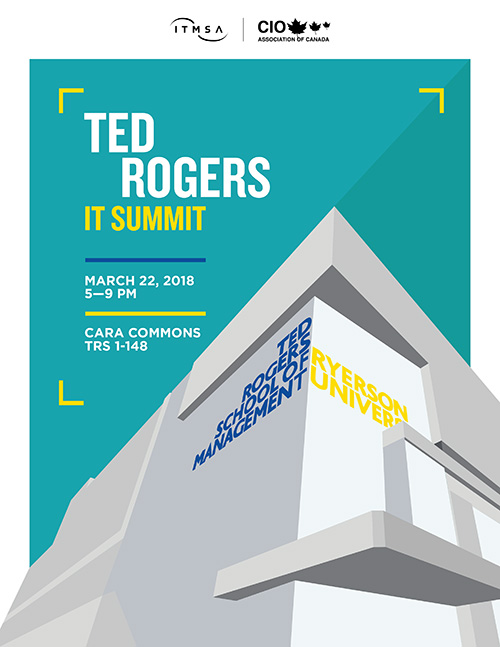 ITMSA
CIO
ASSOCIATION OF CANADA
TED
ROGERS
IT SUMMIT
MARCH 22, 2018
5—9 PM
CARA COMMONS
TRS 1-148
TED
ROGERS
SCHOOL OF
MANAGEMENT
RYERSON
UNIVERS